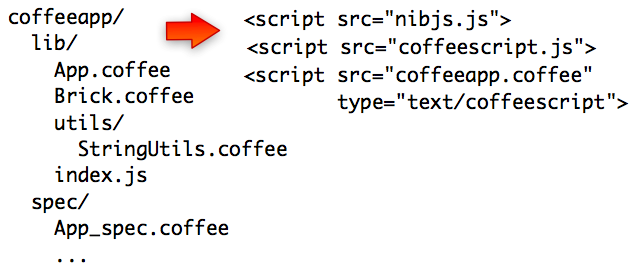 coffeeapp/
lib/
App.coffee
Brick.coffee
utils/
StringUtils.coffee
index.js
spec/
App_spec.coffee
...
<script src="nibjs.js">
<script src="coffeescript.js">
<script src="coffeeapp.coffee"
type="text/coffeescript">